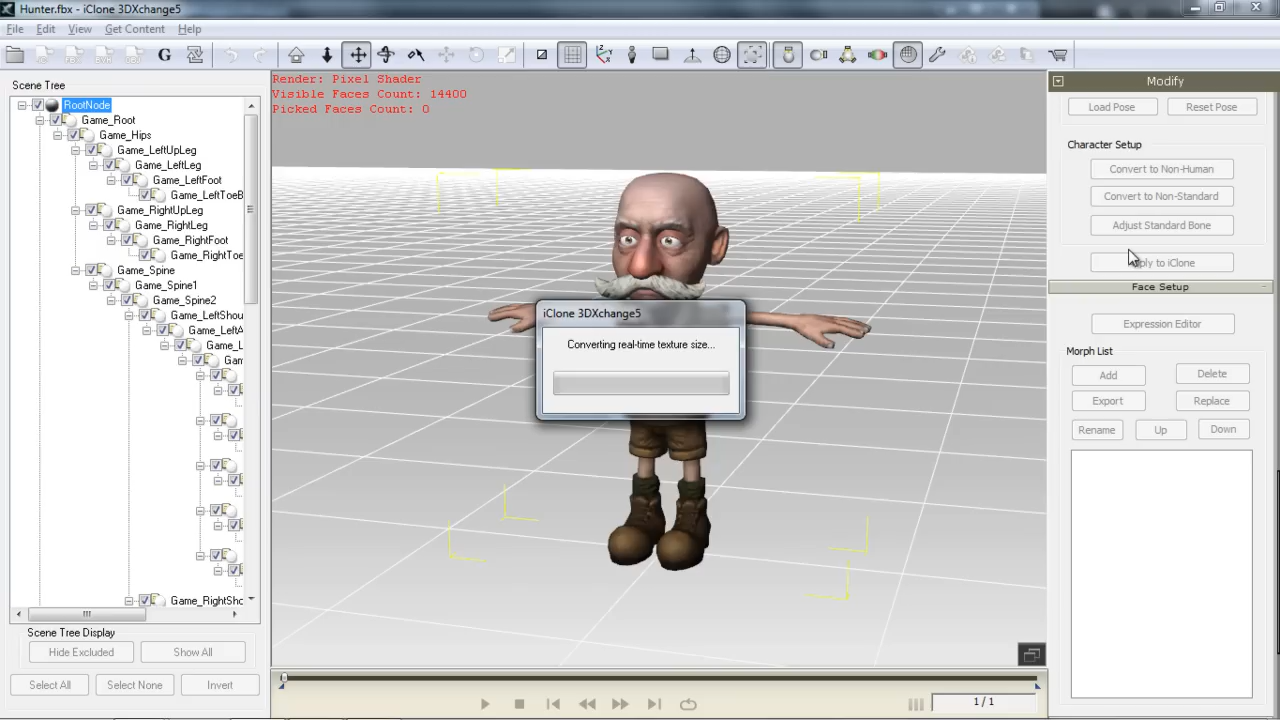 Hunter.fbx - iClone 3DXchange5
File Edit View Get Content Help
G
Scene Tree
RootNode
Game_Root
Game_Hips
Game_LeftUpLeg
Game_LeftLeg
Game_LeftFoot
Game_LeftToeB
Game_RightUpLeg
Game_RightLeg
Game_RightFoot
Game_RightToe
Game_Spine
Game_Spine1
Game_Spine2
Game_LeftShou
Game_LeftA
Game_L
Gam
Game_RightSho
Scene Tree Display
Hide Excluded Show All
Select All Select None Invert
Render: Pixel Shader
Visible Faces Count: 14400
Picked Faces Count: 0
iClone 3DXchange5
Converting real-time texture size...
1 / 1
Modify
Load Pose Reset Pose
Character Setup
Convert to Non-Human
Convert to Non-Standard
Adjust Standard Bone
ply to iClone
Face Setup
Expression Editor
Morph List
Add Delete
Export Replace
Rename Up Down